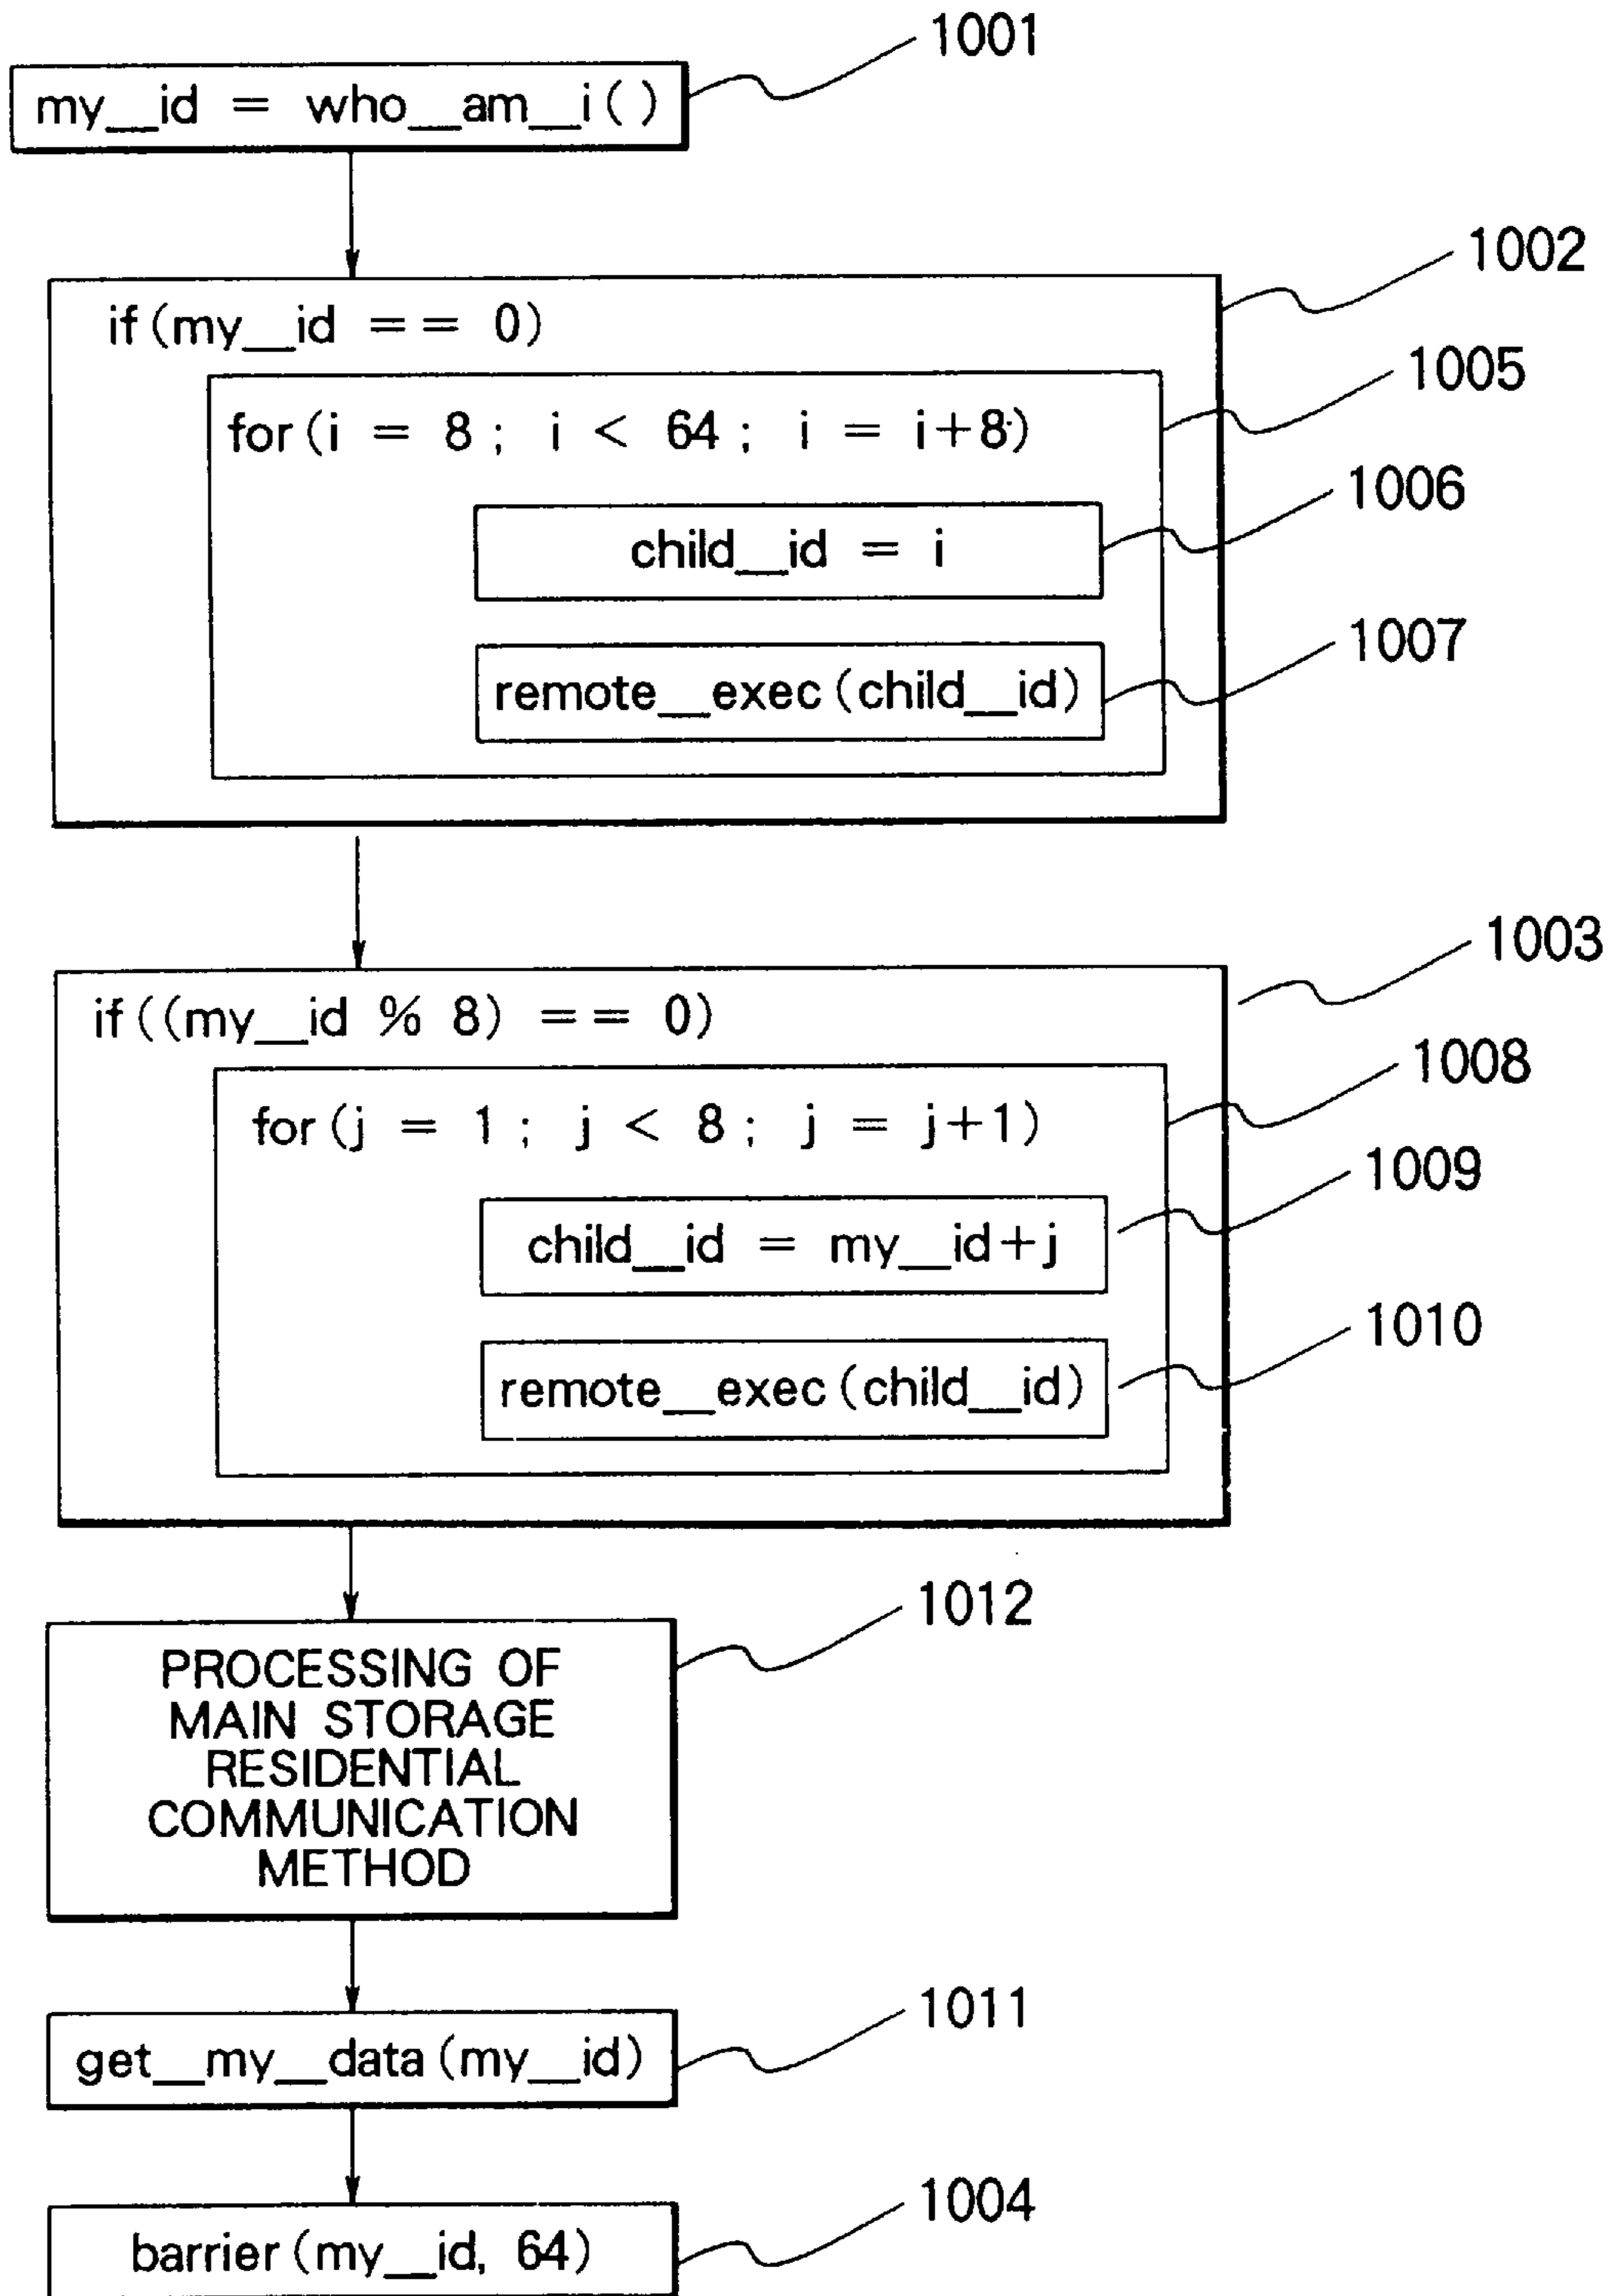 1001
my__id = who__am__i()
1002
if(my__id == 0)
1005
for(i = 8; i < 64; i = i+8)
1006
child__id = i
1007
remote__exec(child__id)
1003
if((my__id % 8) == 0)
1008
for(j = 1; j < 8; j = j+1)
1009
child__id = my__id+j
1010
remote__exec(child__id)
1012
PROCESSING OF
MAIN STORAGE
RESIDENTIAL
COMMUNICATION
METHOD
1011
get__my__data(my__id)
1004
barrier(my__id, 64)